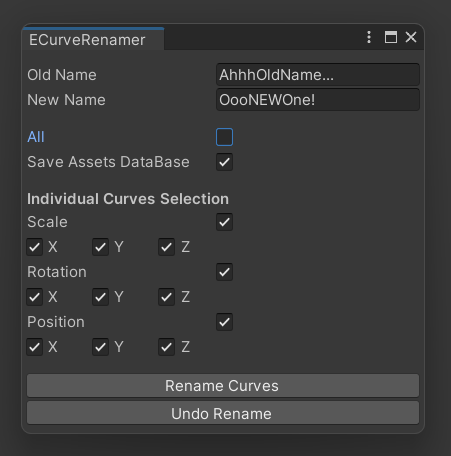 ECurveRenamer
Old Name AhhhOldName...
New Name OooNEWOne!
All
Save Assets DataBase
Individual Curves Selection
Scale
X Y Z
Rotation
X Y Z
Position
X Y Z
Rename Curves
Undo Rename